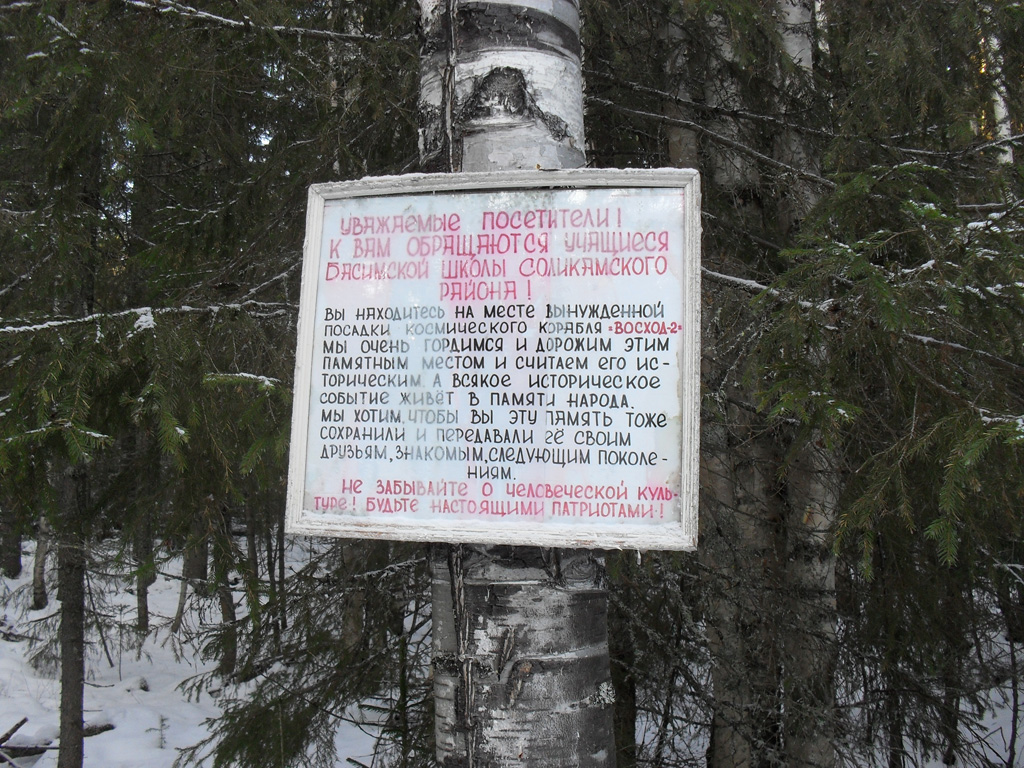 УВАЖАЕМЫЕ ПОСЕТИТЕЛИ!
К ВАМ ОБРАЩАЮТСЯ УЧАЩИЕСЯ
БАСИМСКОЙ ШКОЛЫ СОЛИКАМСКОГО
РАЙОНА!
ВЫ НАХОДИТЕСЬ НА МЕСТЕ ВЫНУЖДЕННОЙ
ПОСАДКИ КОСМИЧЕСКОГО КОРАБЛЯ «ВОСХОД-2»
МЫ ОЧЕНЬ ГОРДИМСЯ И ДОРОЖИМ ЭТИМ
ПАМЯТНЫМ МЕСТОМ И СЧИТАЕМ ЕГО ИС-
ТОРИЧЕСКИМ. А ВСЯКОЕ ИСТОРИЧЕСКОЕ
СОБЫТИЕ ЖИВЁТ В ПАМЯТИ НАРОДА.
МЫ ХОТИМ, ЧТОБЫ ВЫ ЭТУ ПАМЯТЬ ТОЖЕ
СОХРАНИЛИ И ПЕРЕДАВАЛИ ЕЁ СВОИМ
ДРУЗЬЯМ, ЗНАКОМЫМ, СЛЕДУЮЩИМ ПОКОЛЕ-
НИЯМ.
НЕ ЗАБЫВАЙТЕ О ЧЕЛОВЕЧЕСКОЙ КУЛЬ-
ТУРЕ! БУДЬТЕ НАСТОЯЩИМИ ПАТРИОТАМИ!